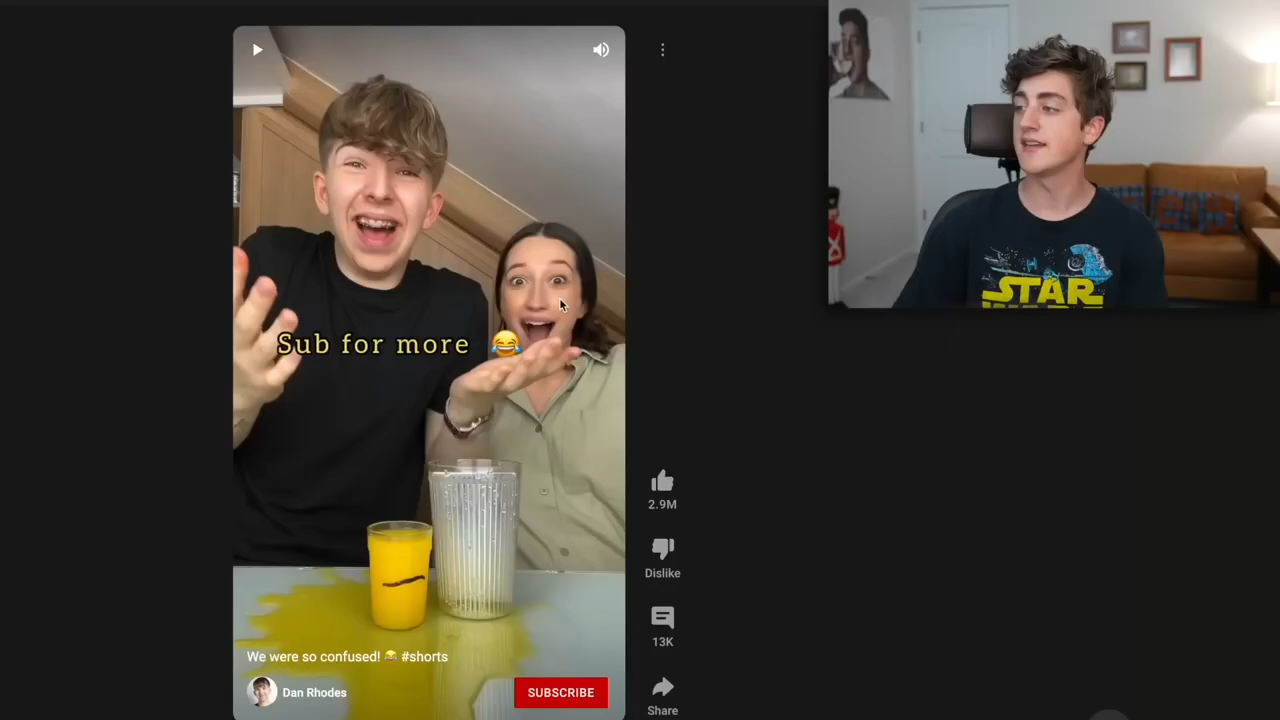 Sub for more 😂
We were so confused! 😂 #shorts
Dan Rhodes
SUBSCRIBE
2.9M
Dislike
13K
Share
STAR